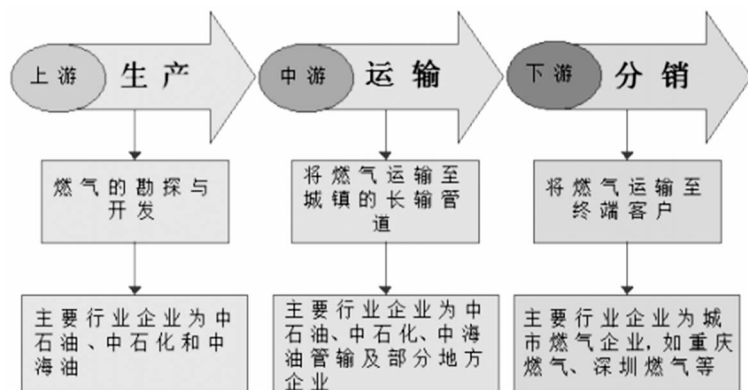 上游
生产
中游
运输
下游
分销
燃气的勘探与
开发
将燃气运输至
城镇的长输管
道
将燃气运输至
终端客户
主要行业企业为中
石油、中石化和中
海油
主要行业企业为中
石油、中石化、中海
油管输及部分地方
企业
主要行业企业为城
市燃气企业,如重庆
燃气、深圳燃气等